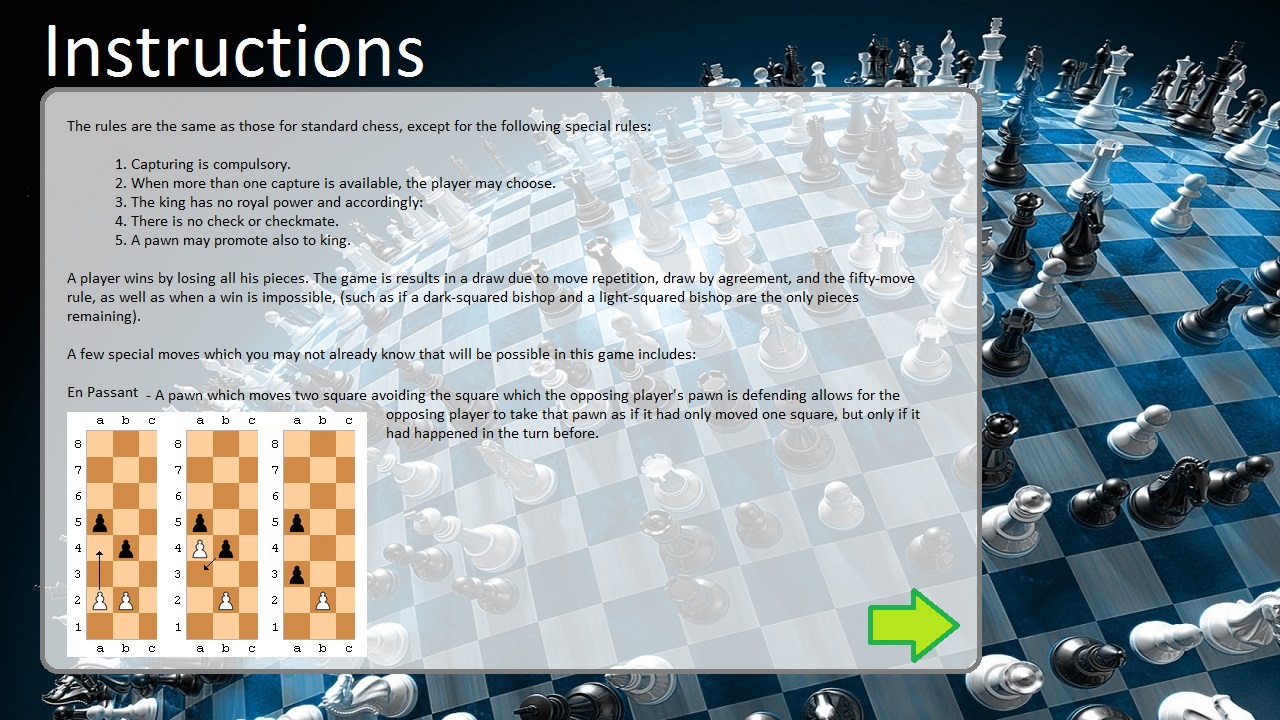 Instructions
The rules are the same as those for standard chess, except for the following special rules:
1. Capturing is compulsory.
2. When more than one capture is available, the player may choose.
3. The king has no royal power and accordingly:
4. There is no check or checkmate.
5. A pawn may promote also to king.
A player wins by losing all his pieces. The game is results in a draw due to move repetition, draw by agreement, and the fifty-move
rule, as well as when a win is impossible, (such as if a dark-squared bishop and a light-squared bishop are the only pieces
remaining).
A few special moves which you may not already know that will be possible in this game includes:
En Passant - A pawn which moves two square avoiding the square which the opposing player's pawn is defending allows for the
opposing player to take that pawn as if it had only moved one square, but only if it
had happened in the turn before.
a b c a b c a b c
8 8 8
7 7 7
6 6 6
5 5 5
4 4 4
3 3 3
2 2 2
1 1 1
a b c a b c a b c